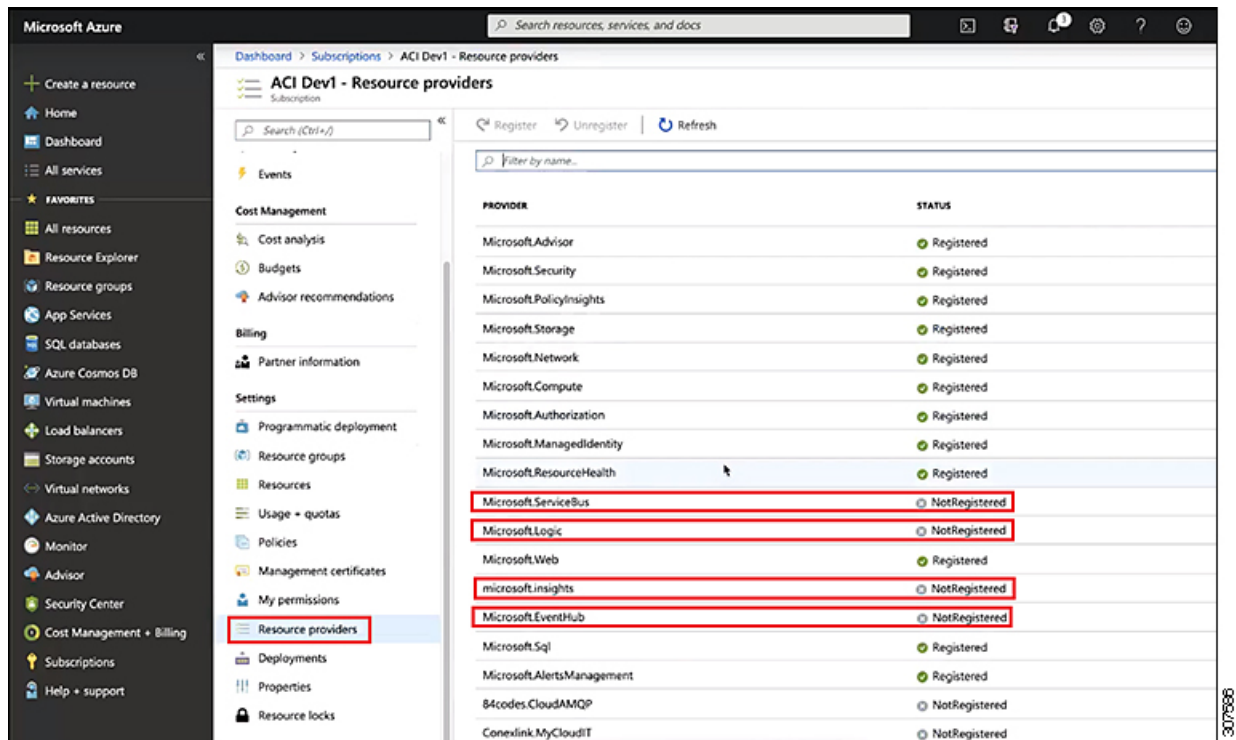 Microsoft Azure
Search resources, services, and docs
1
?
«
Create a resource
Home
Dashboard
All services
FAVORITES
All resources
Resource Explorer
Resource groups
App Services
SQL databases
Azure Cosmos DB
Virtual machines
Load balancers
Storage accounts
Virtual networks
Azure Active Directory
Monitor
Advisor
Security Center
Cost Management + Billing
Subscriptions
Help + support
Dashboard > Subscriptions > ACI Dev1 - Resource providers
ACI Dev1 - Resource providers
Subscription
Search (Ctrl+/)
«
Events
Cost Management
Cost analysis
Budgets
Advisor recommendations
Billing
Partner information
Settings
Programmatic deployment
Resource groups
Resources
Usage + quotas
Policies
Management certificates
My permissions
Resource providers
Deployments
Properties
Resource locks
Register Unregister Refresh
Filter by name...
PROVIDER STATUS
Microsoft.Advisor Registered
Microsoft.Security Registered
Microsoft.PolicyInsights Registered
Microsoft.Storage Registered
Microsoft.Network Registered
Microsoft.Compute Registered
Microsoft.Authorization Registered
Microsoft.ManagedIdentity Registered
Microsoft.ResourceHealth Registered
Microsoft.ServiceBus NotRegistered
Microsoft.Logic NotRegistered
Microsoft.Web Registered
microsoft.insights NotRegistered
Microsoft.EventHub NotRegistered
Microsoft.Sql Registered
Microsoft.AlertsManagement Registered
84codes.CloudAMQP NotRegistered
Conexlink.MyCloudIT NotRegistered
307586